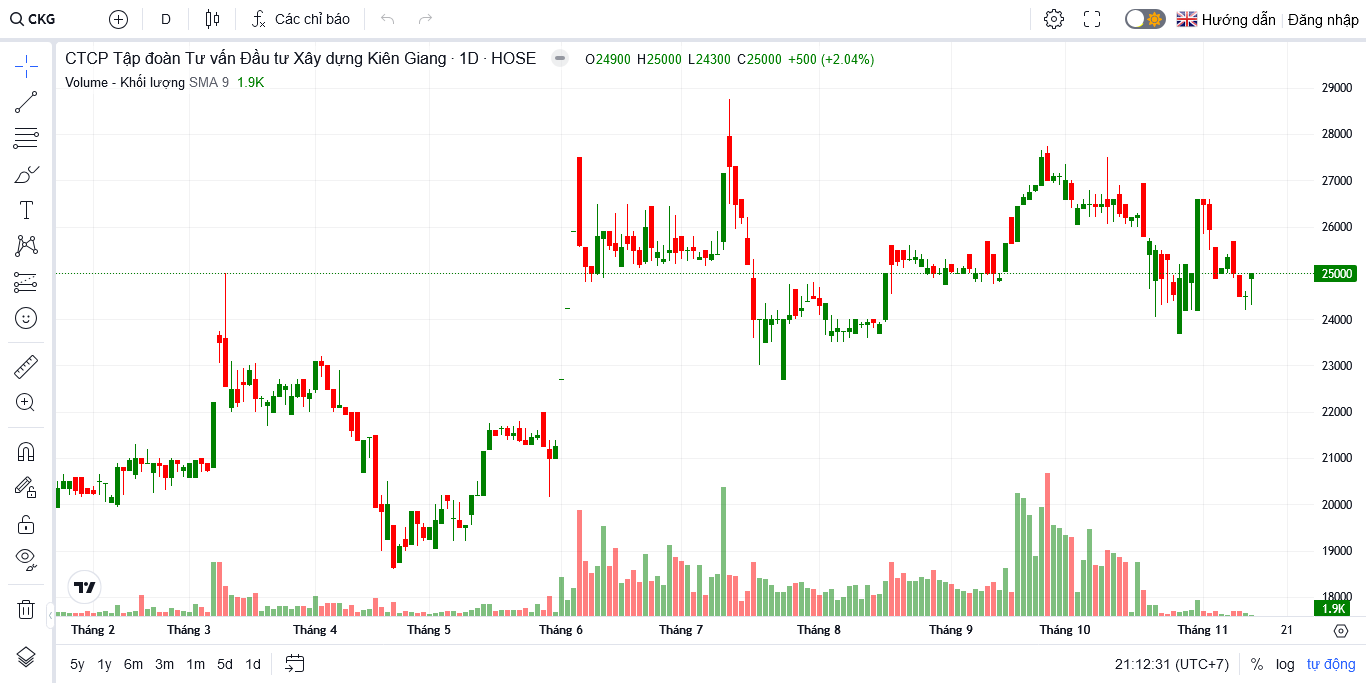 CKG D Các chỉ báo Hướng dẫn Đăng nhập
CTCP Tập đoàn Tư vấn Đầu tư Xây dựng Kiên Giang · 1D · HOSE O24900 H25000 L24300 C25000 +500 (+2.04%)
Volume - Khối lượng SMA 9 1.9K
29000
28000
27000
26000
25000
24000
23000
22000
21000
20000
19000
18000
1.9K
Tháng 2 Tháng 3 Tháng 4 Tháng 5 Tháng 6 Tháng 7 Tháng 8 Tháng 9 Tháng 10 Tháng 11 21
5y 1y 6m 3m 1m 5d 1d 21:12:31 (UTC+7) % log tự động